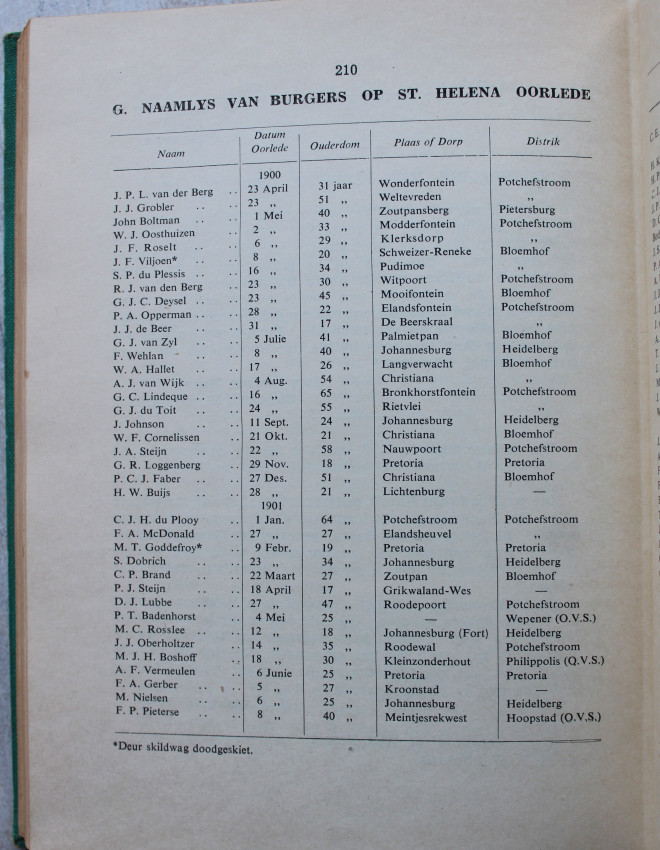 210
G. NAAMLYS VAN BURGERS OP ST. HELENA OORLEDE
Naam Datum Oorlede Ouderdom Plaas of Dorp Distrik
1900
J. P. L. van der Berg .. 23 April 31 jaar Wonderfontein Potchefstroom
J. J. Grobler .. .. 23 ,, 51 ,, Weltevreden ,,
John Boltman .. .. 1 Mei 40 ,, Zoutpansberg Pietersburg
W. J. Oosthuizen .. 2 ,, 33 ,, Modderfontein Potchefstroom
J. F. Roselt .. .. 6 ,, 29 ,, Klerksdorp ,,
J. F. Viljoen* .. 8 ,, 20 ,, Schweizer-Reneke Bloemhof
S. P. du Plessis .. .. 16 ,, 34 ,, Pudimoe ,,
R. J. van den Berg .. 23 ,, 30 ,, Witpoort Potchefstroom
G. J. C. Deysel .. .. 23 ,, 45 ,, Mooifontein Bloemhof
P. A. Opperman .. .. 28 ,, 22 ,, Elandsfontein Potchefstroom
J. J. de Beer .. .. 31 ,, 17 ,, De Beerskraal ,,
G. J. van Zyl .. .. 5 Julie 41 ,, Palmietpan Bloemhof
F. Wehlan .. .. 8 ,, 40 ,, Johannesburg Heidelberg
W. A. Hallet .. .. 17 ,, 26 ,, Langverwacht Bloemhof
A. J. van Wijk .. .. 4 Aug. 54 ,, Christiana ,,
G. C. Lindeque .. .. 16 ,, 65 ,, Bronkhorstfontein Potchefstroom
G. J. du Toit .. .. 24 ,, 55 ,, Rietvlei ,,
J. Johnson .. .. 11 Sept. 24 ,, Johannesburg Heidelberg
W. F. Cornelissen .. 21 Okt. 21 ,, Christiana Bloemhof
J. A. Steijn .. .. 22 ,, 58 ,, Nauwpoort Potchefstroom
G. R. Loggenberg .. 29 Nov. 18 ,, Pretoria Pretoria
P. C. J. Faber .. .. 27 Des. 51 ,, Christiana Bloemhof
H. W. Buijs .. .. 28 ,, 21 ,, Lichtenburg —
1901
C. J. H. du Plooy .. 1 Jan. 64 ,, Potchefstroom Potchefstroom
F. A. McDonald .. 27 ,, 27 ,, Elandsheuvel ,,
M. T. Goddefroy* .. 9 Febr. 19 ,, Pretoria Pretoria
S. Dobrich .. .. 23 ,, 34 ,, Johannesburg Heidelberg
C. P. Brand .. .. 22 Maart 27 ,, Zoutpan Bloemhof
P. J. Steijn .. .. 18 April 17 ,, Grikwaland-Wes —
D. J. Lubbe .. .. 27 ,, 47 ,, Roodepoort Potchefstroom
P. T. Badenhorst .. 4 Mei 25 ,, — Wepener (O.V.S.)
M. C. Rosslee .. .. 12 ,, 18 ,, Johannesburg (Fort) Heidelberg
J. J. Oberholtzer .. 14 ,, 35 ,, Roodewal Potchefstroom
M. J. H. Boshoff .. 18 ,, 30 ,, Kleinzonderhout Philippolis (Q.V.S.)
A. F. Vermeulen .. 6 Junie 25 ,, Pretoria Pretoria
F. A. Gerber .. .. 5 ,, 27 ,, Kroonstad —
M. Nielsen .. .. 6 ,, 25 ,, Johannesburg Heidelberg
F. P. Pieterse .. .. 8 ,, 40 ,, Meintjesrekwest Hoopstad (O.V.S.)
*Deur skildwag doodgeskiet.